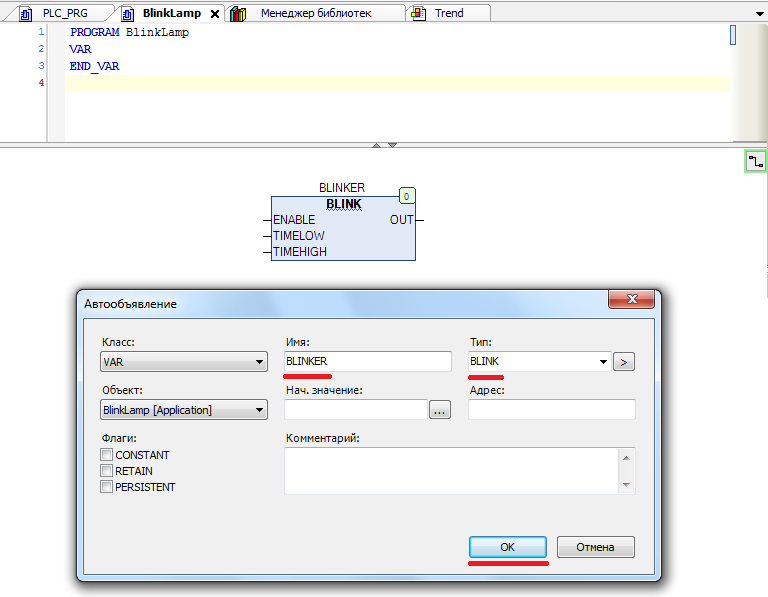 PLC_PRG BlinkLamp Менеджер библиотек Trend
1 PROGRAM BlinkLamp
2 VAR
3 END_VAR
4
BLINKER
0
BLINK
ENABLE OUT
TIMELOW
TIMEHIGH
Автообъявление
Класс: Имя: Тип:
VAR BLINKER BLINK >
Объект: Нач. значение: Адрес:
BlinkLamp [Application] ...
Флаги: Комментарий:
CONSTANT
RETAIN
PERSISTENT
OK Отмена